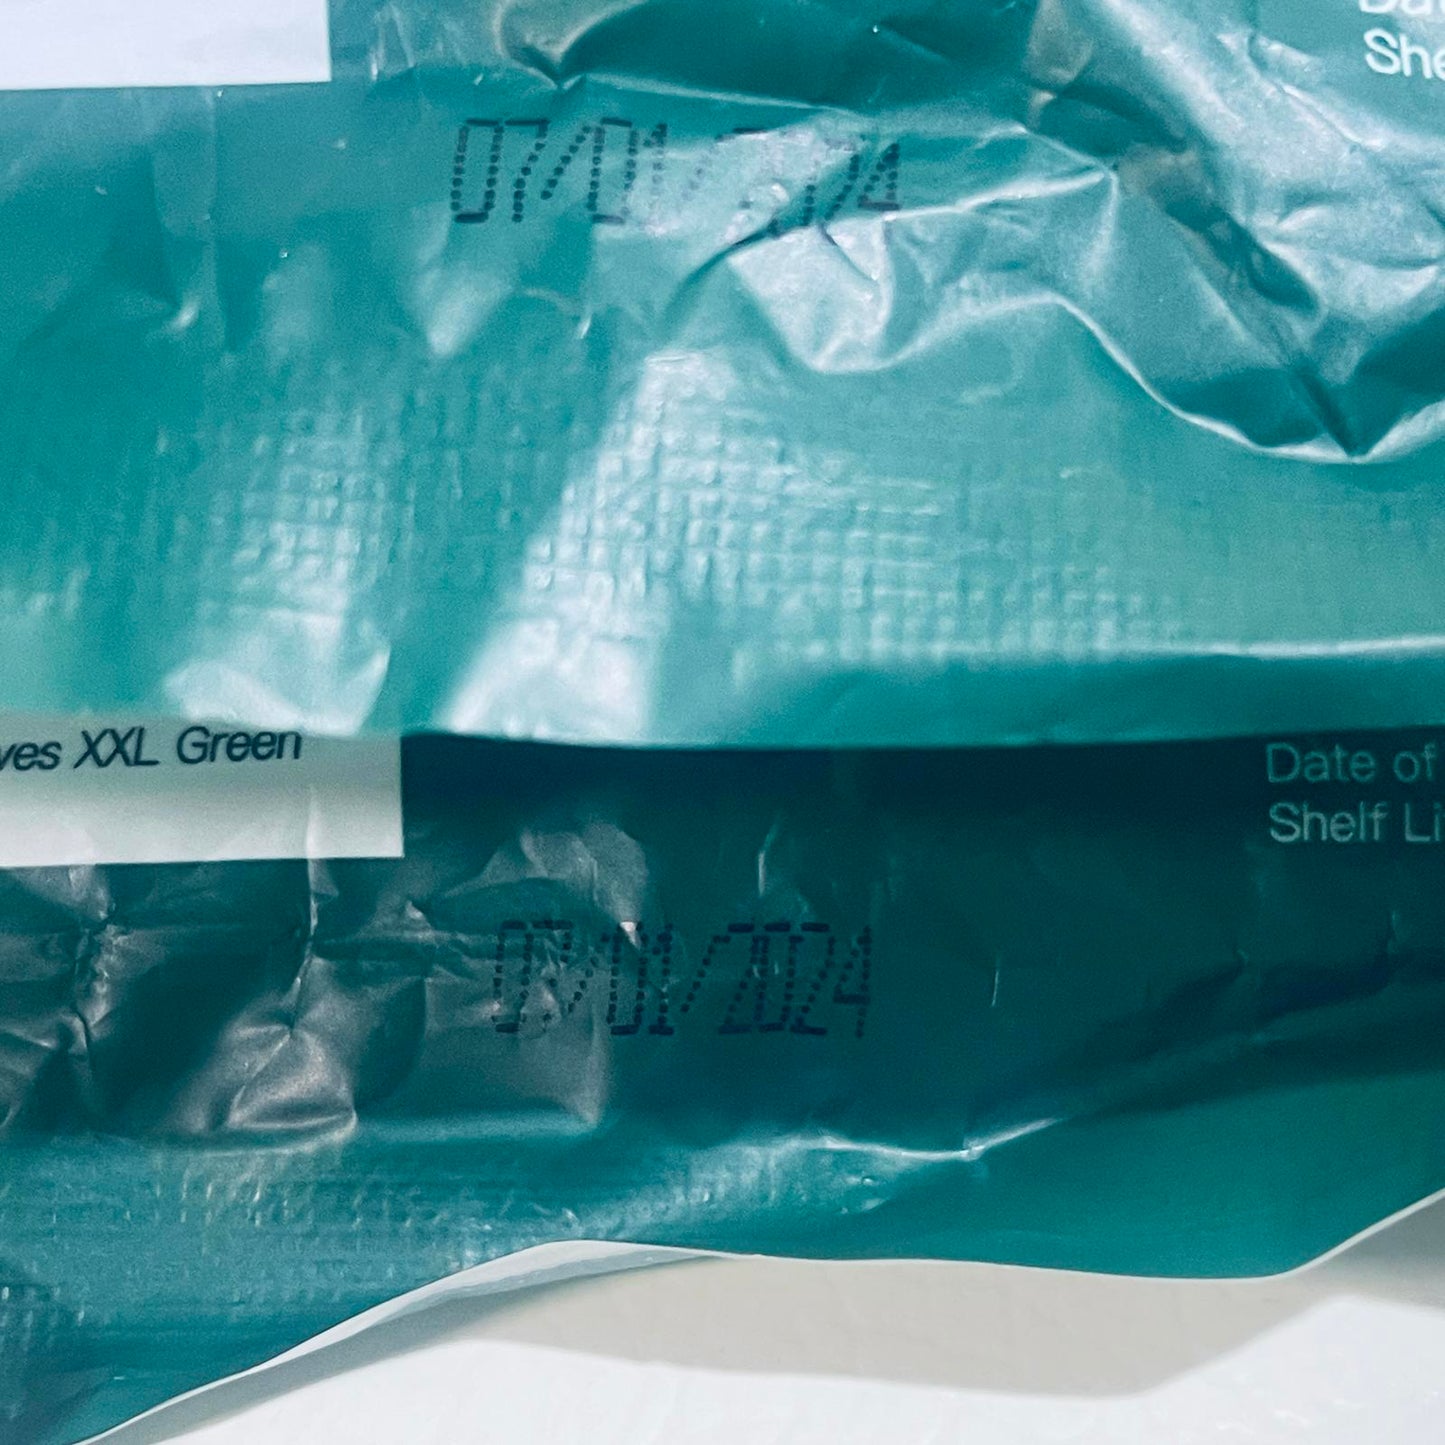 She
07/01/2024
ves XXL Green
Date of
Shelf Li
07/01/2024